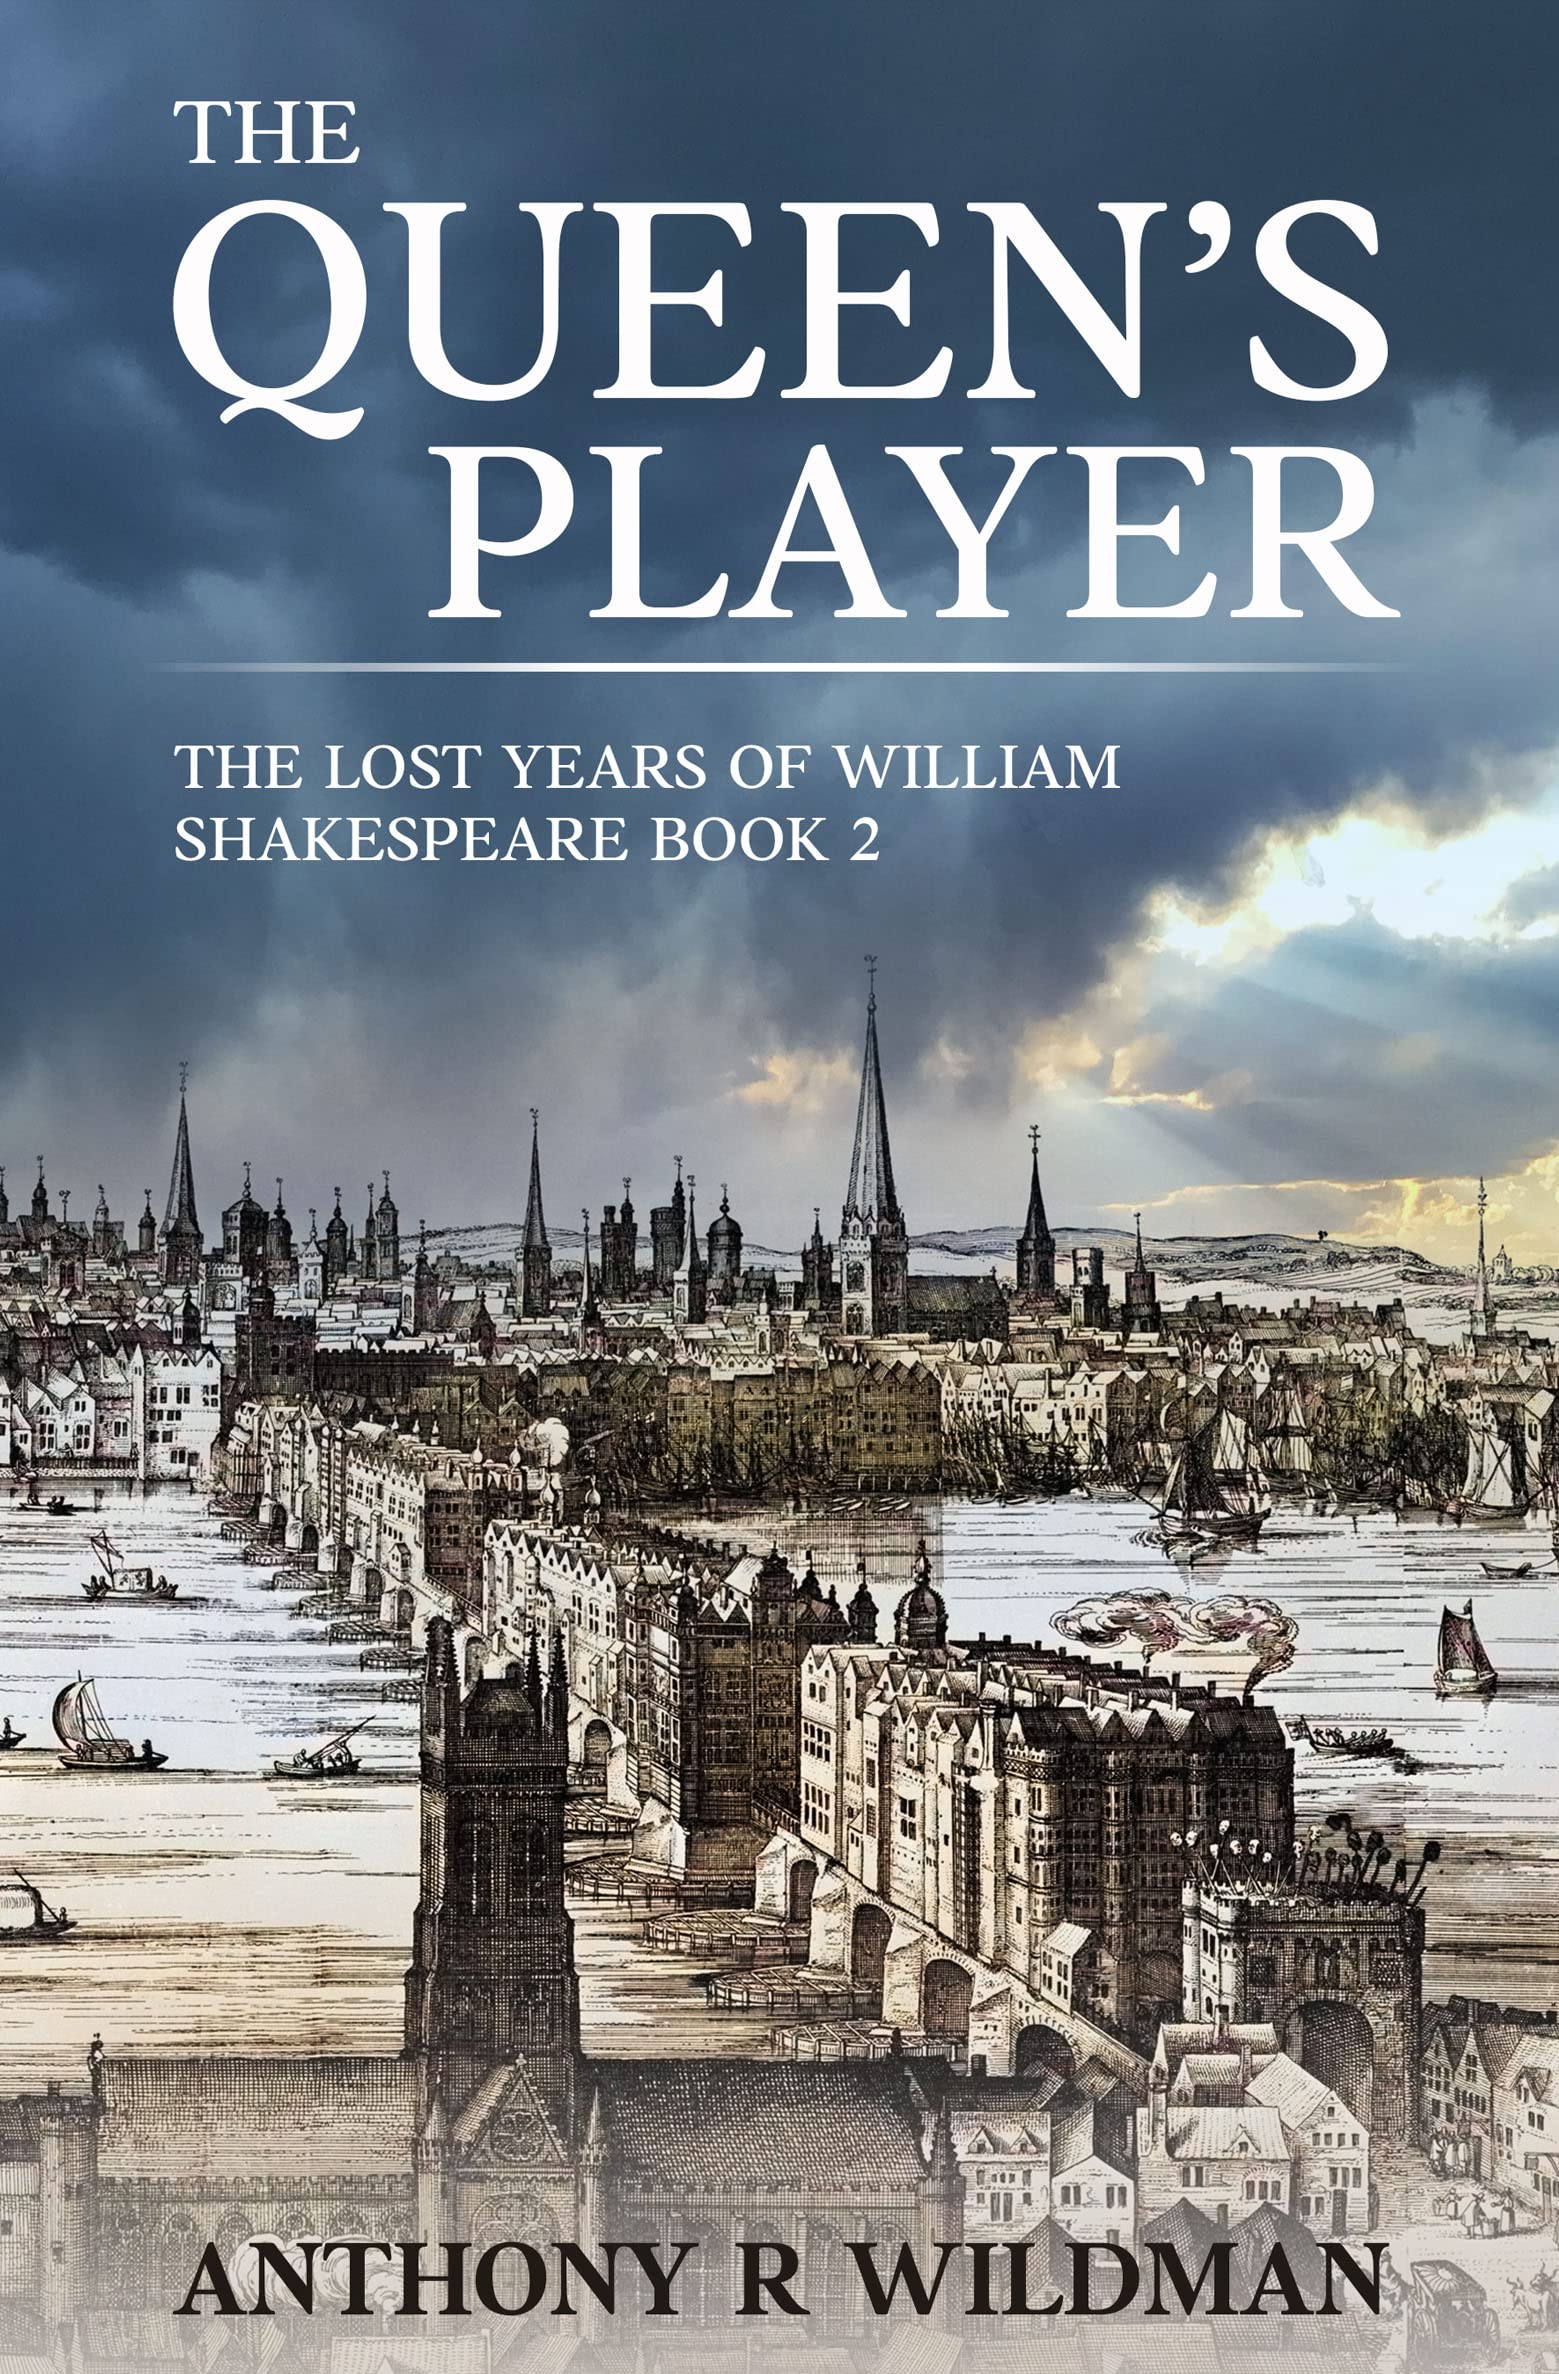 THE
QUEEN’S
PLAYER
THE LOST YEARS OF WILLIAM
SHAKESPEARE BOOK 2
ANTHONY R WILDMAN